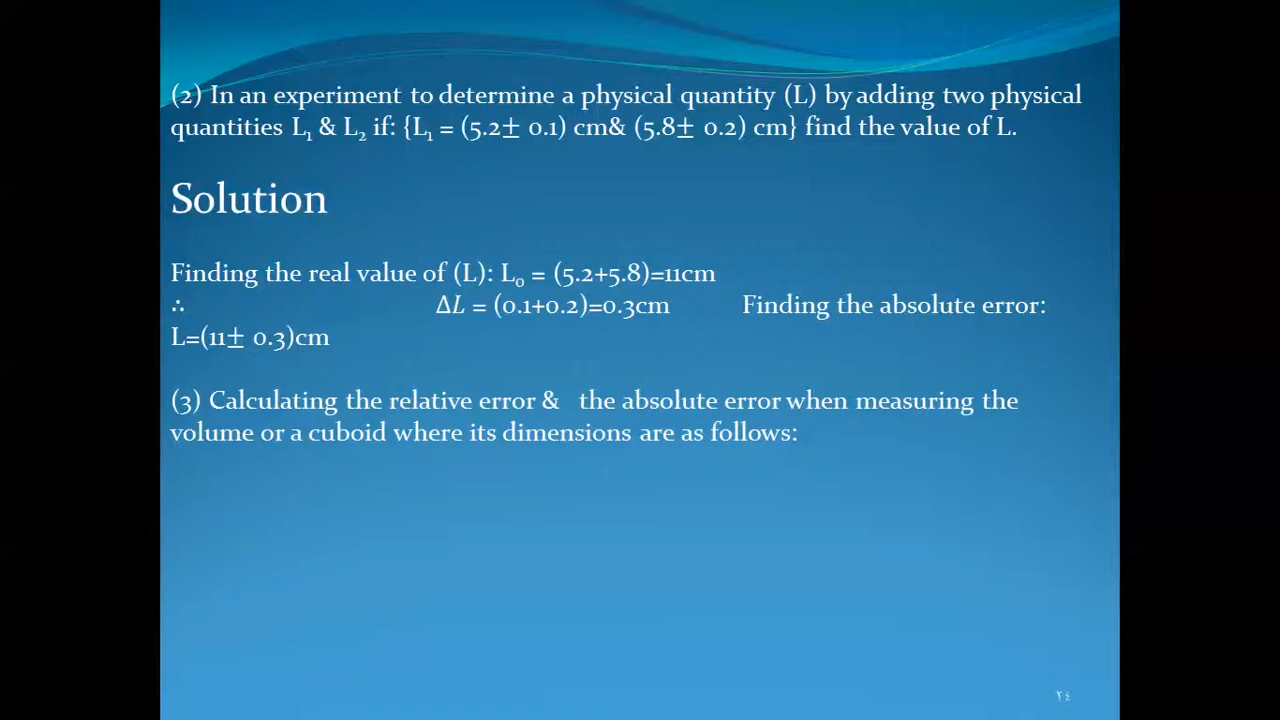 (2) In an experiment to determine a physical quantity (L) by adding two physical
quantities L₁ & L₂ if: {L₁ = (5.2± 0.1) cm& (5.8± 0.2) cm} find the value of L.
Solution
Finding the real value of (L): L₀ = (5.2+5.8)=11cm
∴ ΔL = (0.1+0.2)=0.3cm Finding the absolute error:
L=(11± 0.3)cm
(3) Calculating the relative error & the absolute error when measuring the
volume or a cuboid where its dimensions are as follows:
٢٤